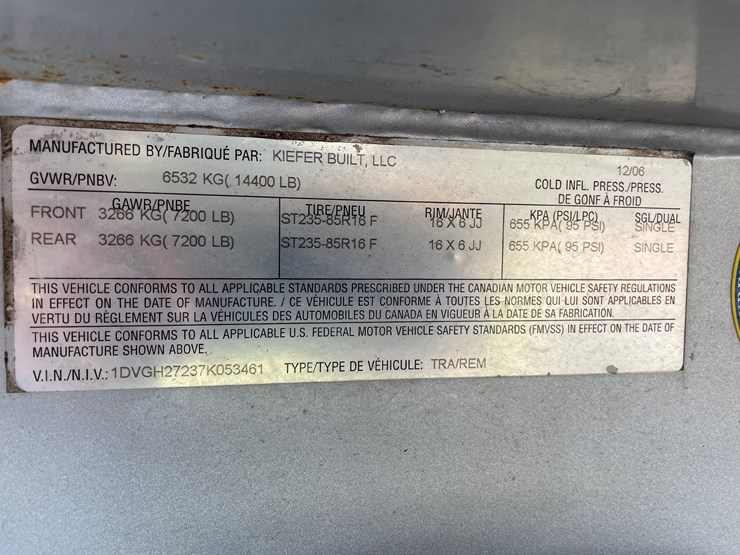 MANUFACTURED BY/FABRIQUÉ PAR: KIEFER BUILT, LLC
12/06
GVWR/PNBV: 6532 KG( 14400 LB)
COLD INFL. PRESS./PRESS. DE GONF À FROID
GAWR/PNBE TIRE/PNEU RIM/JANTE KPA (PSI/LPC) SGL/DUAL
FRONT 3266 KG( 7200 LB) ST235-85R16 F 16 X 6 JJ 655 KPA( 95 PSI) SINGLE
REAR 3266 KG( 7200 LB) ST235-85R16 F 16 X 6 JJ 655 KPA( 95 PSI) SINGLE
THIS VEHICLE CONFORMS TO ALL APPLICABLE STANDARDS PRESCRIBED UNDER THE CANADIAN MOTOR VEHICLE SAFETY REGULATIONS
IN EFFECT ON THE DATE OF MANUFACTURE. / CE VÉHICULE EST CONFORME À TOUTES LES NORMES QUI LUI SONT APPLICABLES EN
VERTU DU RÈGLEMENT SUR LA VÉHICULES DES AUTOMOBILES DU CANADA EN VIGUEUR À LA DATE DE SA FABRICATION.
THIS VEHICLE CONFORMS TO ALL APPLICABLE U.S. FEDERAL MOTOR VEHICLE SAFETY STANDARDS (FMVSS) IN EFFECT ON THE DATE OF
MANUFACTURE SHOWN ABOVE.
V.I.N./N.I.V.: 1DVGH27237K053461 TYPE/TYPE DE VÉHICULE: TRA/REM